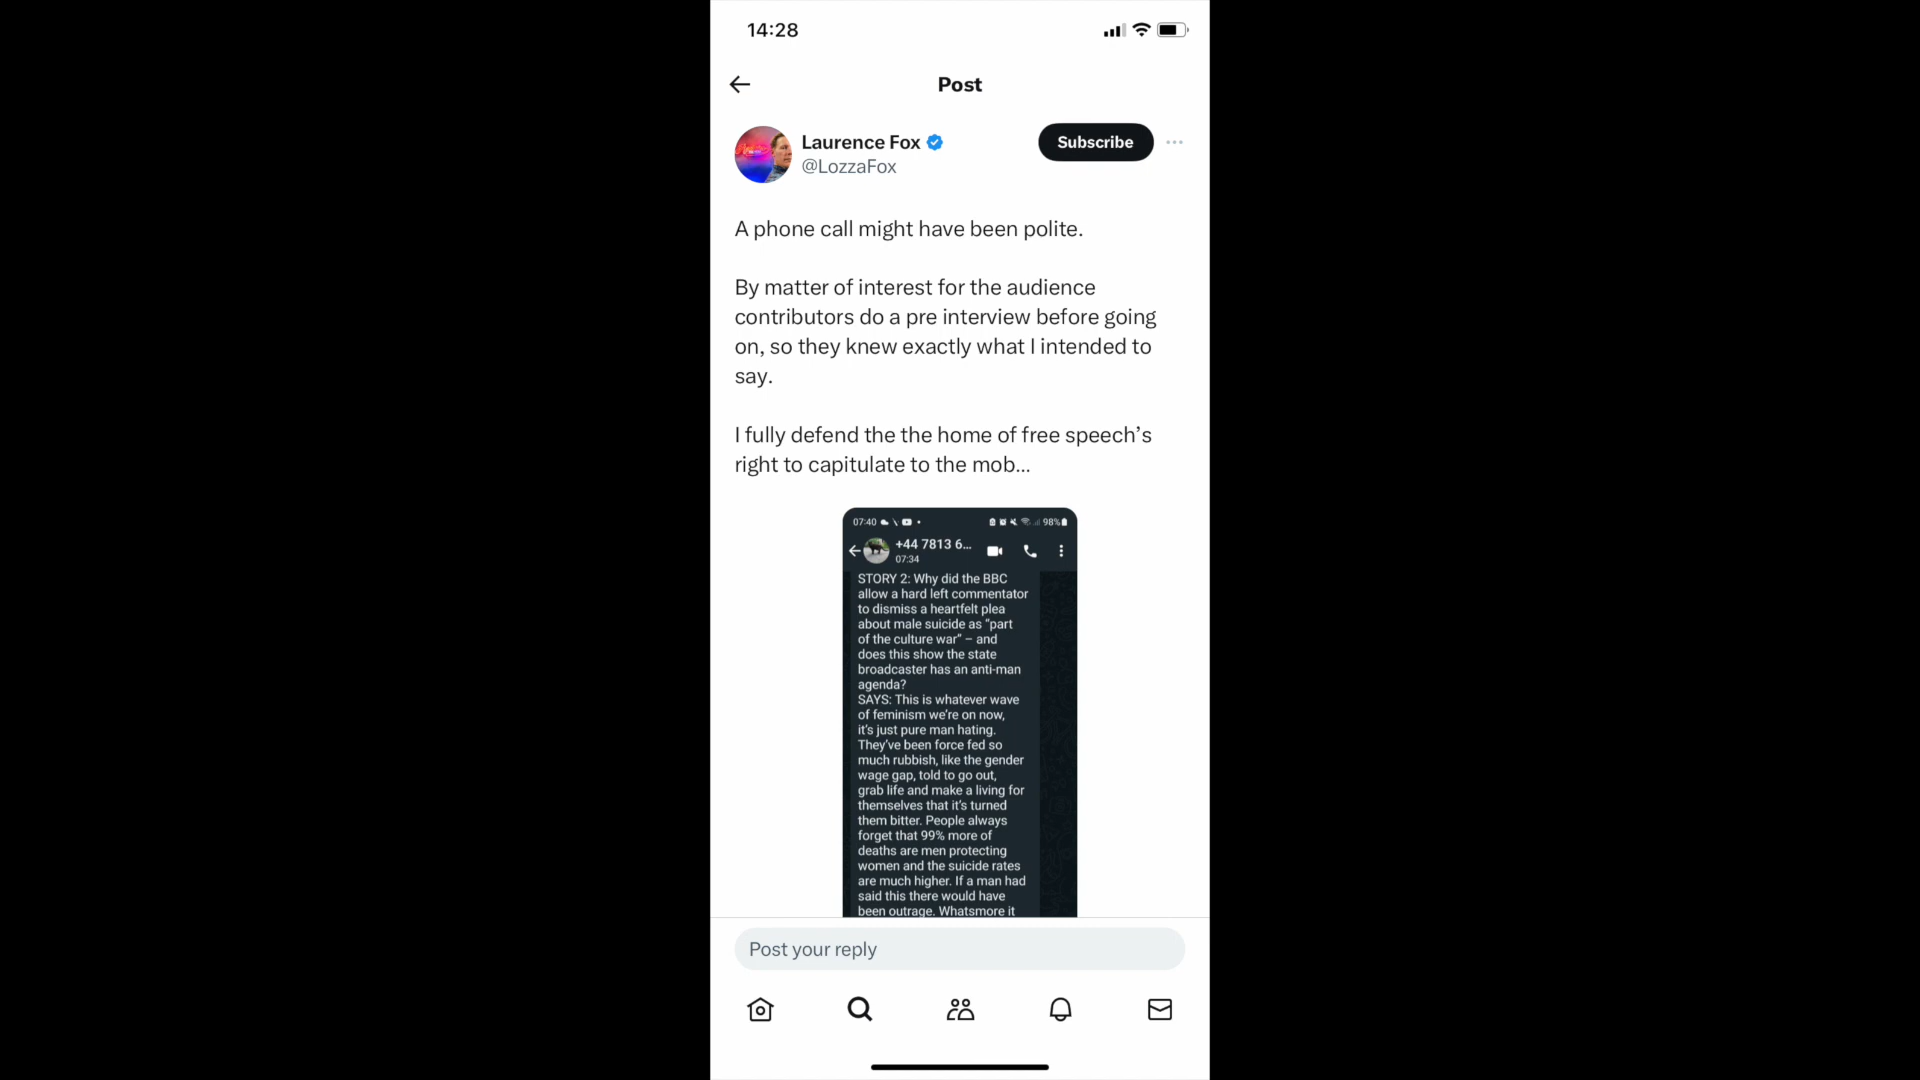 14:28
Post
Laurence Fox
@LozzaFox
Subscribe
A phone call might have been polite.
By matter of interest for the audience
contributors do a pre interview before going
on, so they knew exactly what I intended to
say.
I fully defend the the home of free speech’s
right to capitulate to the mob...
07:40
98%
+44 7813 6...
07:34
STORY 2: Why did the BBC
allow a hard left commentator
to dismiss a heartfelt plea
about male suicide as “part
of the culture war” – and
does this show the state
broadcaster has an anti-man
agenda?
SAYS: This is whatever wave
of feminism we’re on now,
it’s just pure man hating.
They’ve been force fed so
much rubbish, like the gender
wage gap, told to go out,
grab life and make a living for
themselves that it’s turned
them bitter. People always
forget that 99% more of
deaths are men protecting
women and the suicide rates
are much higher. If a man had
said this there would have
been outrage. Whatsmore it
Post your reply